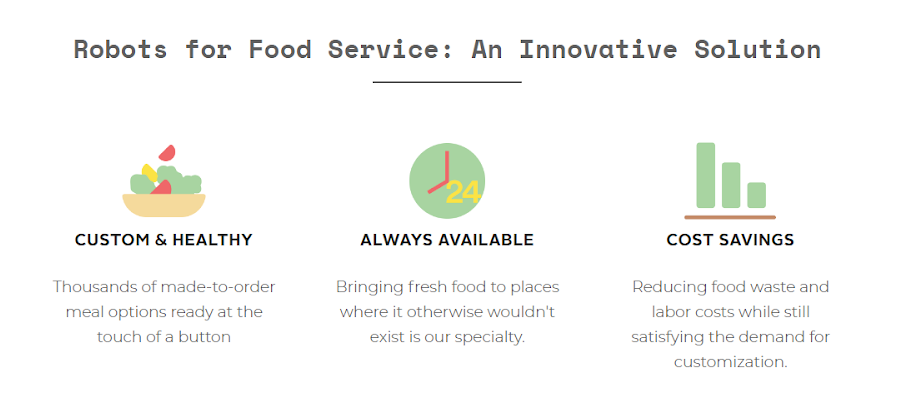 Robots for Food Service: An Innovative Solution
24
CUSTOM & HEALTHY
Thousands of made-to-order
meal options ready at the
touch of a button
ALWAYS AVAILABLE
Bringing fresh food to places
where it otherwise wouldn't
exist is our specialty.
COST SAVINGS
Reducing food waste and
labor costs while still
satisfying the demand for
customization.